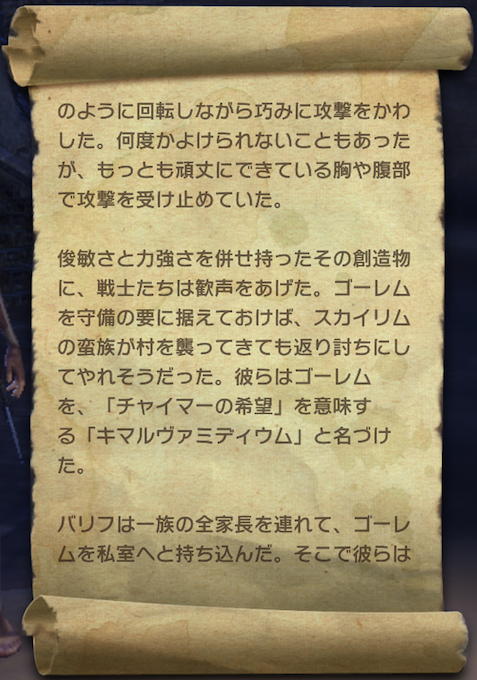 のように回転しながら巧みに攻撃をかわ
した。何度かよけられないこともあった
が、もっとも頑丈にできている胸や腹部
で攻撃を受け止めていた。
俊敏さと力強さを併せ持ったその創造物
に、戦士たちは歓声をあげた。ゴーレム
を守備の要に据えておけば、スカイリム
の蛮族が村を襲ってきても返り討ちにし
てやれそうだった。彼らはゴーレム
を、「チャイマーの希望」を意味す
る「キマルヴァミディウム」と名づけ
た。
バリフは一族の全家長を連れて、ゴーレ
ムを私室へと持ち込んだ。そこで彼らは